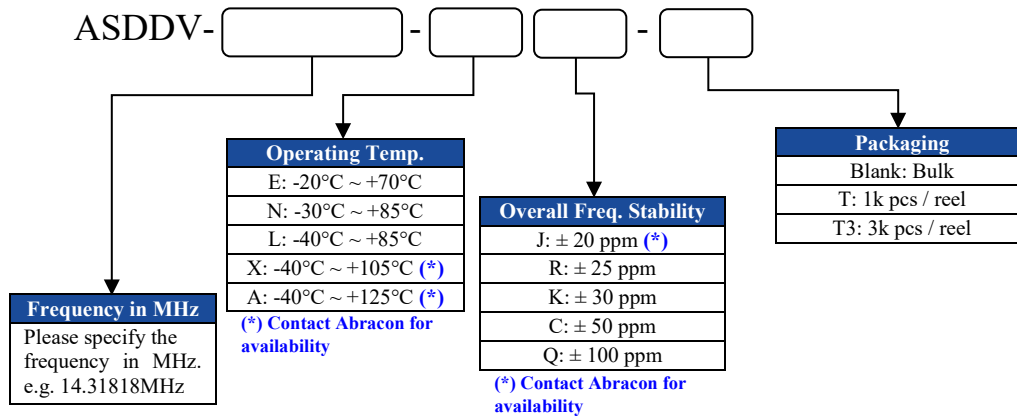 ASDDV- - -
Operating Temp.
E: -20°C ~ +70°C
N: -30°C ~ +85°C
L: -40°C ~ +85°C
X: -40°C ~ +105°C (*)
A: -40°C ~ +125°C (*)
(*) Contact Abracon for
availability
Frequency in MHz
Please specify the
frequency in MHz.
e.g. 14.31818MHz
Overall Freq. Stability
J: ± 20 ppm (*)
R: ± 25 ppm
K: ± 30 ppm
C: ± 50 ppm
Q: ± 100 ppm
(*) Contact Abracon for
availability
Packaging
Blank: Bulk
T: 1k pcs / reel
T3: 3k pcs / reel